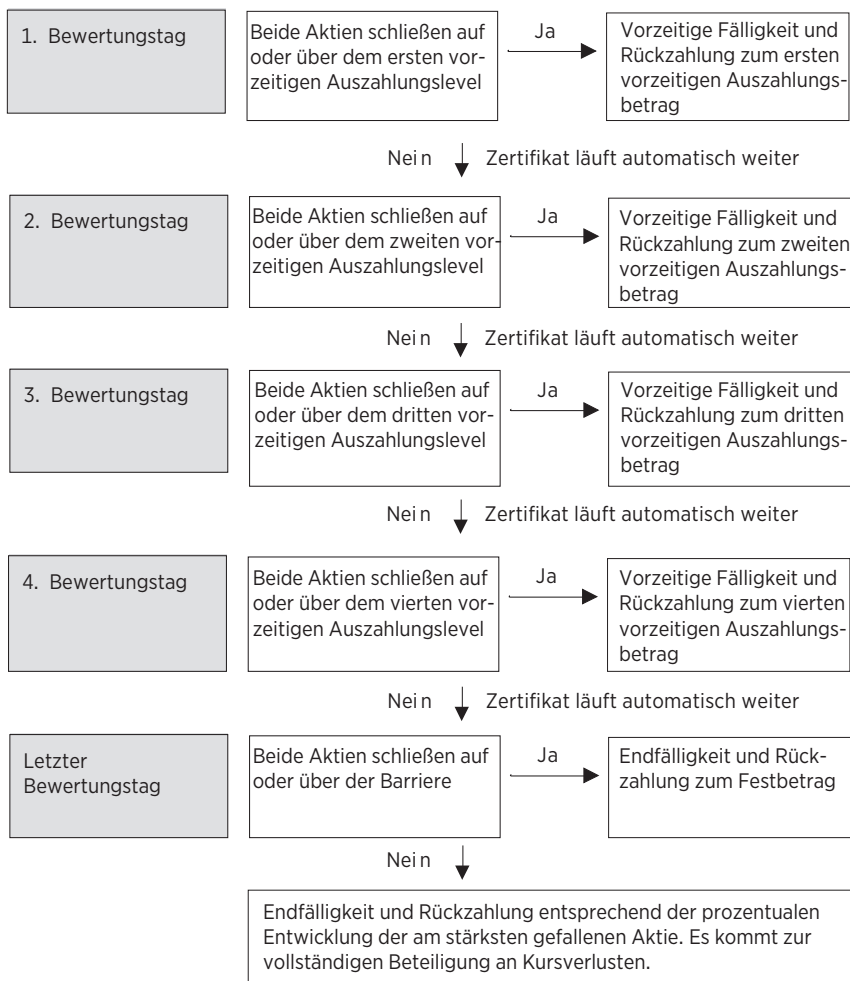 1. Bewertungstag
Beide Aktien schließen auf
oder über dem ersten vor-
zeitigen Auszahlungslevel
Ja
Vorzeitige Fälligkeit und
Rückzahlung zum ersten
vorzeitigen Auszahlungs-
betrag
Nein
Zertifikat läuft automatisch weiter
2. Bewertungstag
Beide Aktien schließen auf
oder über dem zweiten vor-
zeitigen Auszahlungslevel
Ja
Vorzeitige Fälligkeit und
Rückzahlung zum zweiten
vorzeitigen Auszahlungs-
betrag
Nein
Zertifikat läuft automatisch weiter
3. Bewertungstag
Beide Aktien schließen auf
oder über dem dritten vor-
zeitigen Auszahlungslevel
Ja
Vorzeitige Fälligkeit und
Rückzahlung zum dritten
vorzeitigen Auszahlungs-
betrag
Nein
Zertifikat läuft automatisch weiter
4. Bewertungstag
Beide Aktien schließen auf
oder über dem vierten vor-
zeitigen Auszahlungslevel
Ja
Vorzeitige Fälligkeit und
Rückzahlung zum vierten
vorzeitigen Auszahlungs-
betrag
Nein
Zertifikat läuft automatisch weiter
Letzter
Bewertungstag
Beide Aktien schließen auf
oder über der Barriere
Ja
Endfälligkeit und Rück-
zahlung zum Festbetrag
Nein
Endfälligkeit und Rückzahlung entsprechend der prozentualen
Entwicklung der am stärksten gefallenen Aktie. Es kommt zur
vollständigen Beteiligung an Kursverlusten.